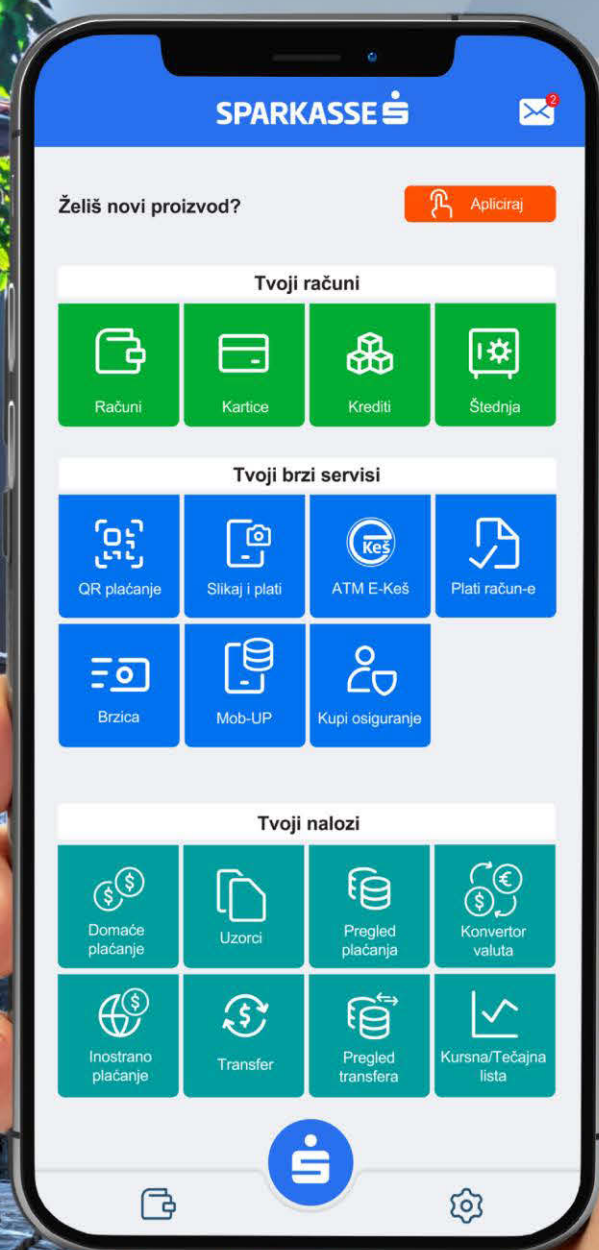 SPARKASSE
2
Želiš novi proizvod?
Apliciraj
Tvoji računi
Računi
Kartice
Krediti
Štednja
Tvoji brzi servisi
QR plaćanje
Slikaj i plati
Keš
ATM E-Keš
Plati račun-e
Brzica
Mob-UP
Kupi osiguranje
Tvoji nalozi
Domaće
plaćanje
Uzorci
Pregled
plaćanja
Konvertor
valuta
Inostrano
plaćanje
Transfer
Pregled
transfera
Kursna/Tečajna
lista